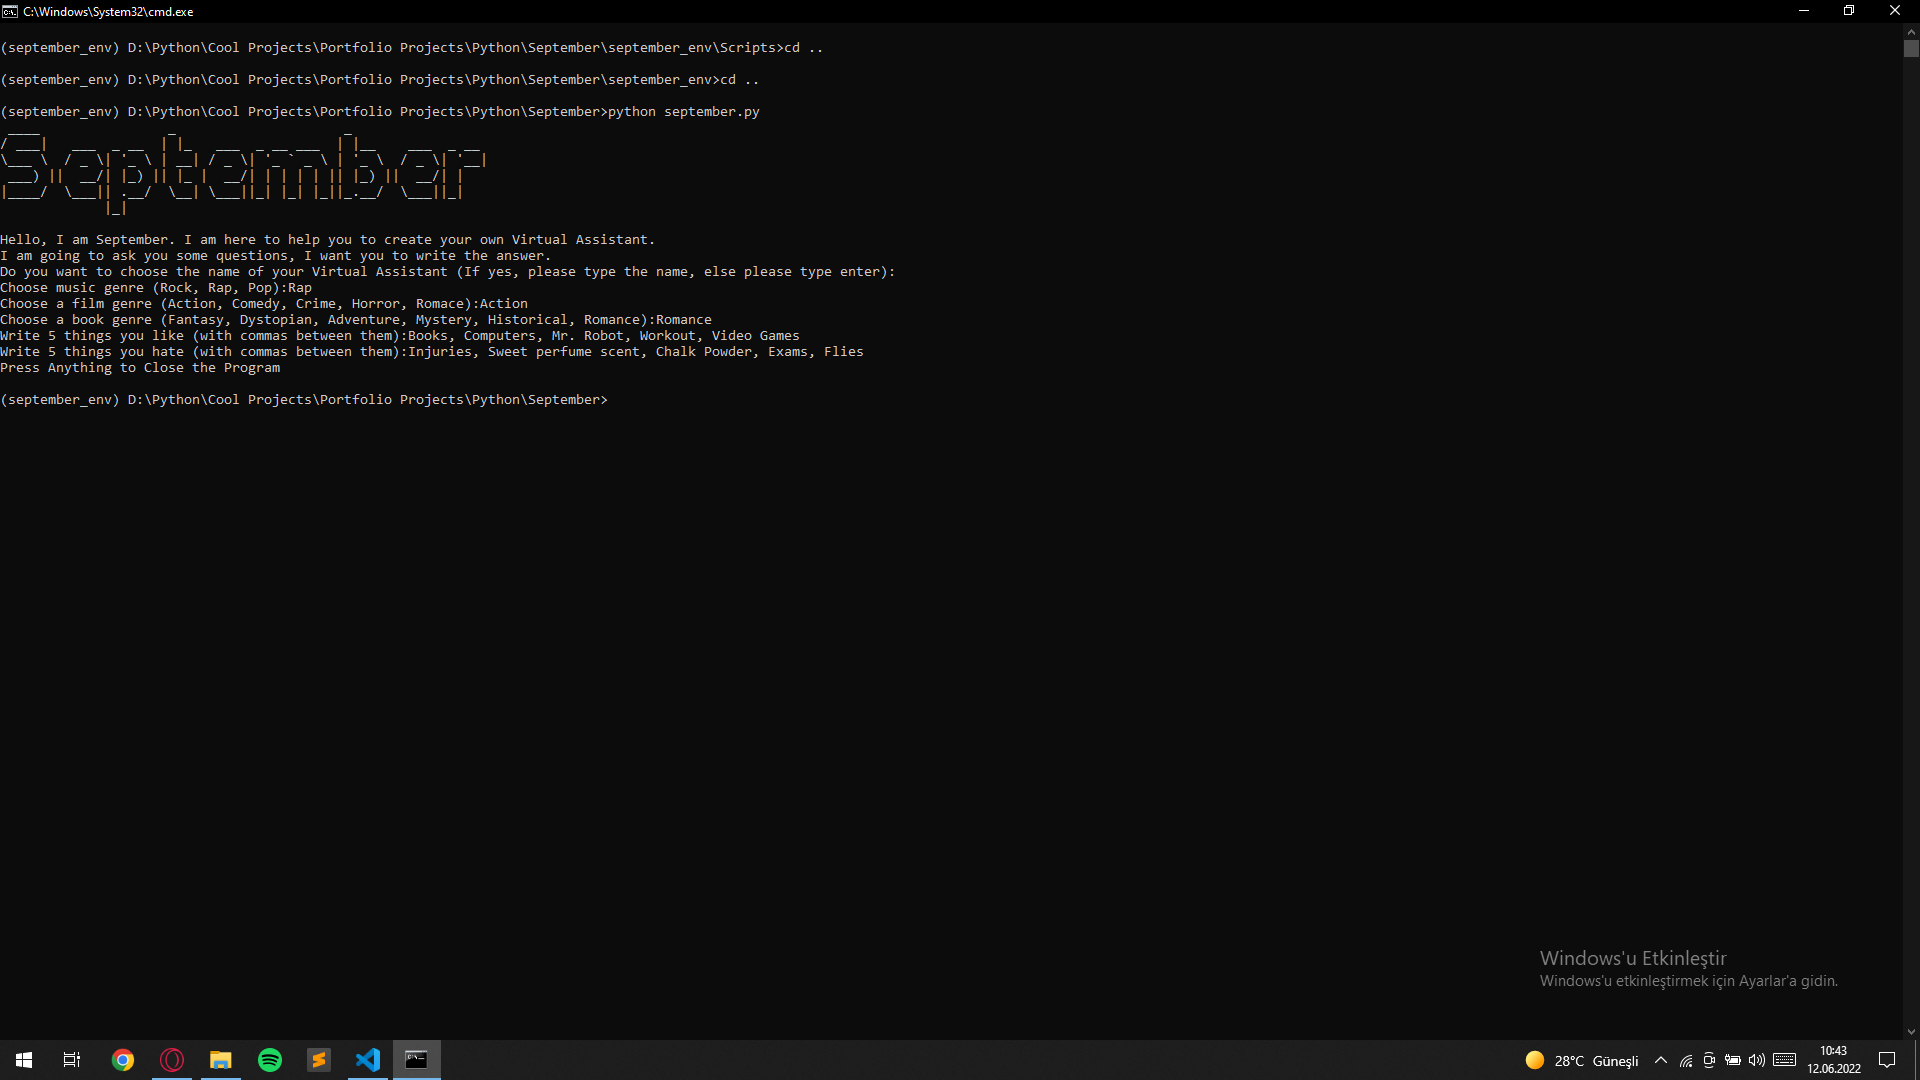 C:\Windows\System32\cmd.exe
(september_env) D:\Python\Cool Projects\Portfolio Projects\Python\September\september_env\Scripts>cd ..
(september_env) D:\Python\Cool Projects\Portfolio Projects\Python\September\september_env>cd ..
(september_env) D:\Python\Cool Projects\Portfolio Projects\Python\September>python september.py
September
Hello, I am September. I am here to help you to create your own Virtual Assistant.
I am going to ask you some questions, I want you to write the answer.
Do you want to choose the name of your Virtual Assistant (If yes, please type the name, else please type enter):
Choose music genre (Rock, Rap, Pop):Rap
Choose a film genre (Action, Comedy, Crime, Horror, Romace):Action
Choose a book genre (Fantasy, Dystopian, Adventure, Mystery, Historical, Romance):Romance
Write 5 things you like (with commas between them):Books, Computers, Mr. Robot, Workout, Video Games
Write 5 things you hate (with commas between them):Injuries, Sweet perfume scent, Chalk Powder, Exams, Flies
Press Anything to Close the Program
(september_env) D:\Python\Cool Projects\Portfolio Projects\Python\September>
Windows'u Etkinleştir
Windows'u etkinleştirmek için Ayarlar'a gidin.
28°C Güneşli
10:43
12.06.2022